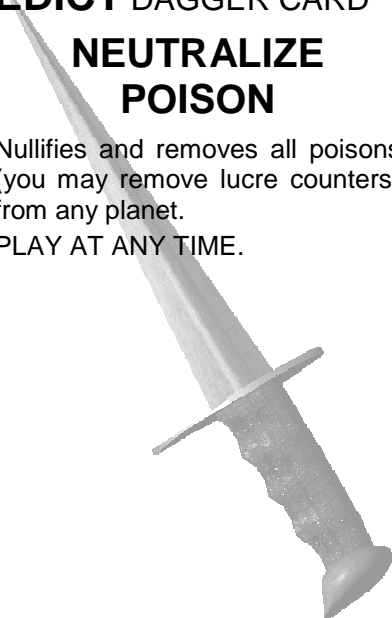 EDICT DAGGER CARD
NEUTRALIZE
POISON
Nullifies and removes all poisons
(you may remove lucre counters
from any planet.
PLAY AT ANY TIME.